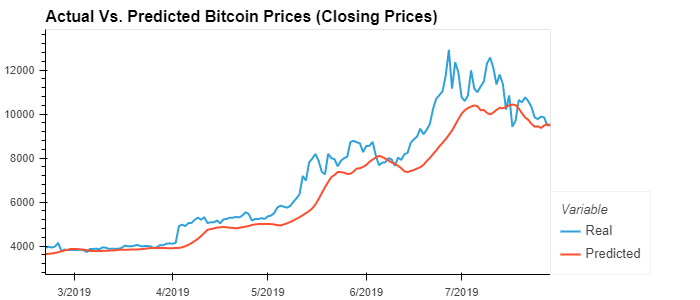 Actual Vs. Predicted Bitcoin Prices (Closing Prices)
12000
10000
8000
6000
4000
3/2019 4/2019 5/2019 6/2019 7/2019
Variable
Real
Predicted